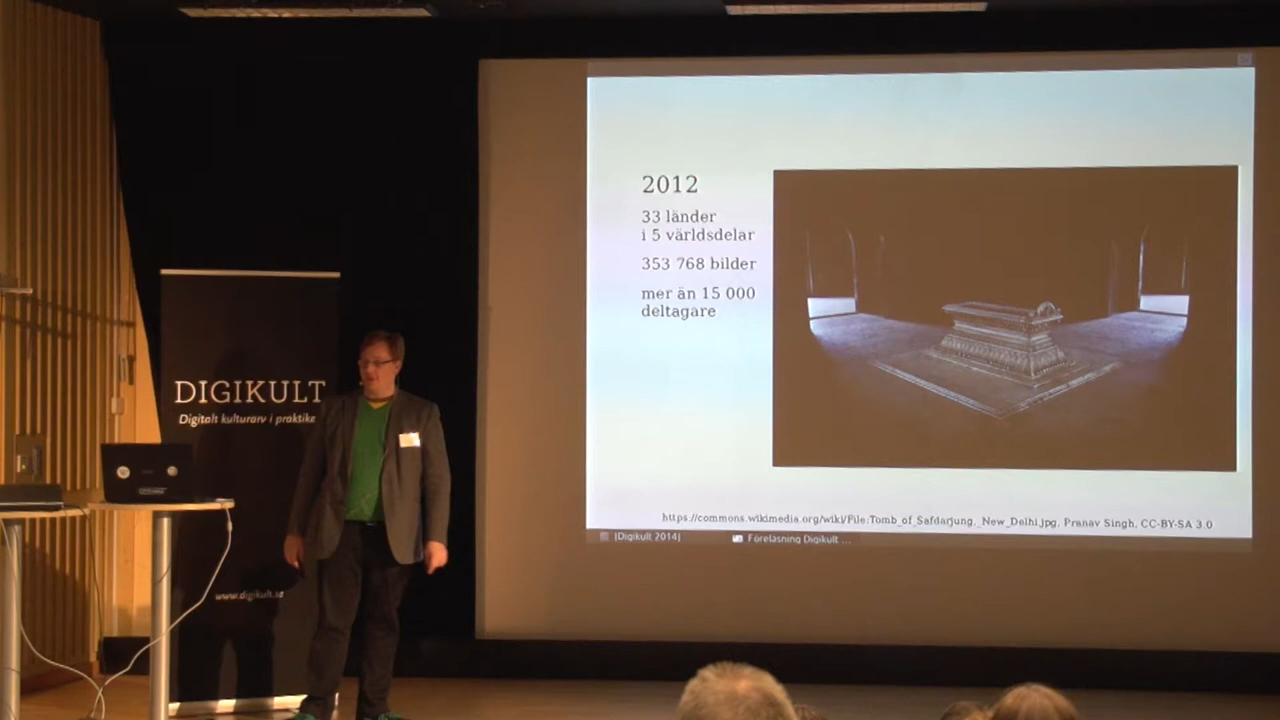 DIGIKULT
Digitalt kulturarv i praktike
www.digikult.se
2012
33 länder
i 5 världsdelar
353 768 bilder
mer än 15 000
deltagare
https://commons.wikimedia.org/wiki/File:Tomb_of_Safdarjung,_New_Delhi.jpg, Pranav Singh, CC-BY-SA 3.0
[Digikult 2014]
Föreläsning Digikult ...